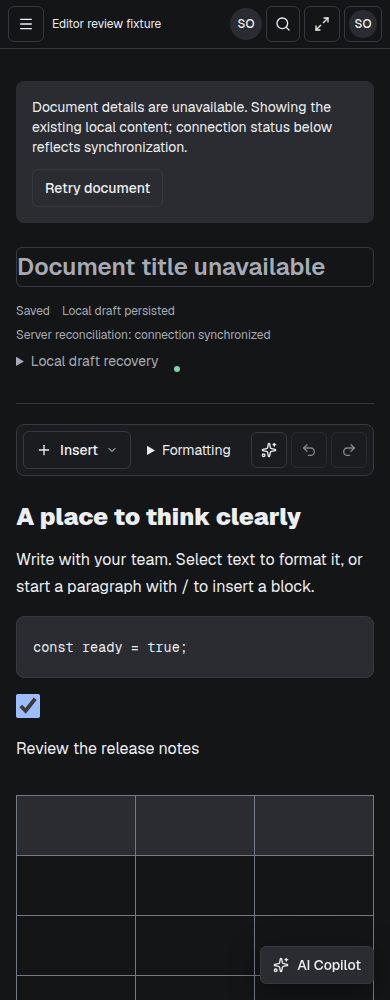 Editor review fixture
SO
SO
Document details are unavailable. Showing the
existing local content; connection status below
reflects synchronization.
Retry document
Document title unavailable
Saved Local draft persisted
Server reconciliation: connection synchronized
Local draft recovery
Insert
Formatting
A place to think clearly
Write with your team. Select text to format it, or
start a paragraph with / to insert a block.
const ready = true;
Review the release notes
AI Copilot